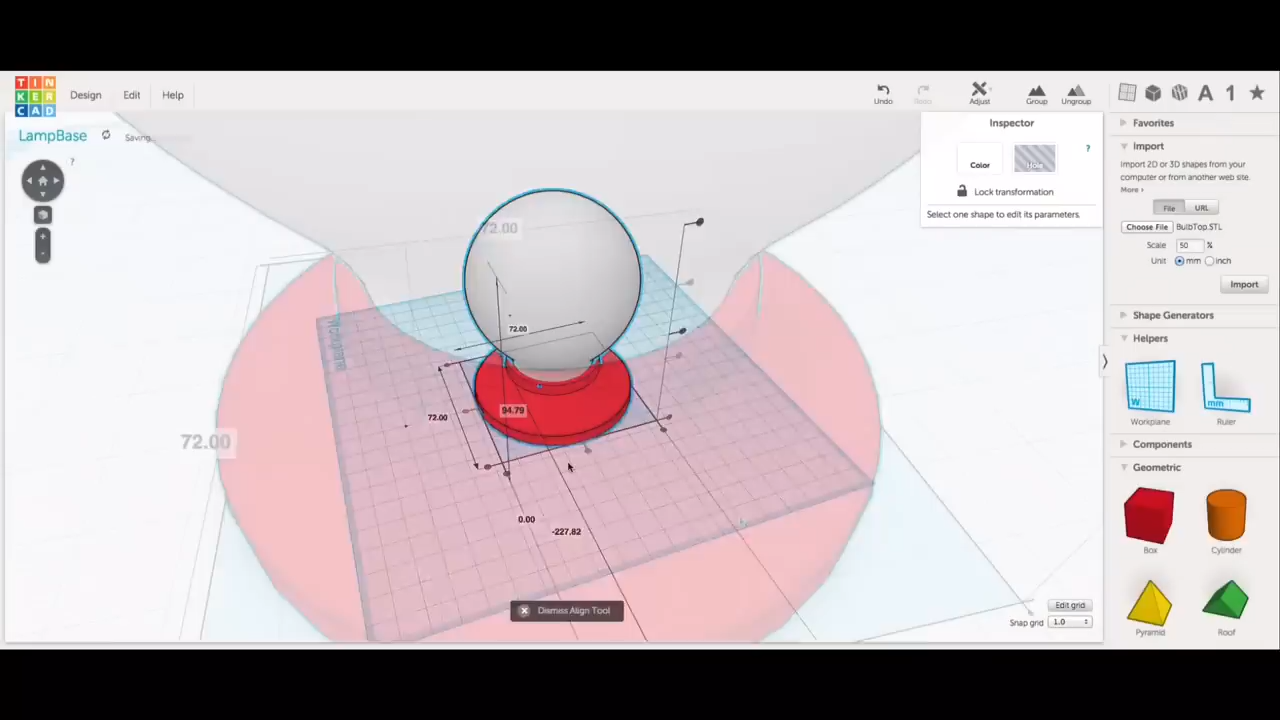 TIN
KER
CAD
Design
Edit
Help
Undo
Redo
Adjust
Group
Ungroup
A
1
LampBase
Saving...
?
Inspector
Color
Hole
?
Lock transformation
Select one shape to edit its parameters.
Favorites
Import
Import 2D or 3D shapes from your
computer or from another web site.
More ›
File
URL
Choose File
BulbTop.STL
Scale
50
%
Unit
mm
inch
Import
Shape Generators
Helpers
W
mm
Workplane
Ruler
Components
Geometric
Box
Cylinder
Pyramid
Roof
72.00
72.00
72.00
94.79
72.00
0.00
-227.82
Workplane
Dismiss Align Tool
Edit grid
Snap grid
1.0